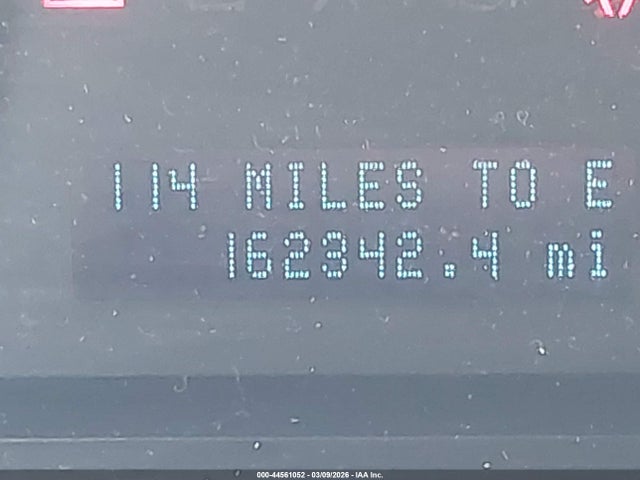 114 MILES TO E
162342.4 mi
000-44561052 - 03/09/2026 - IAA Inc.